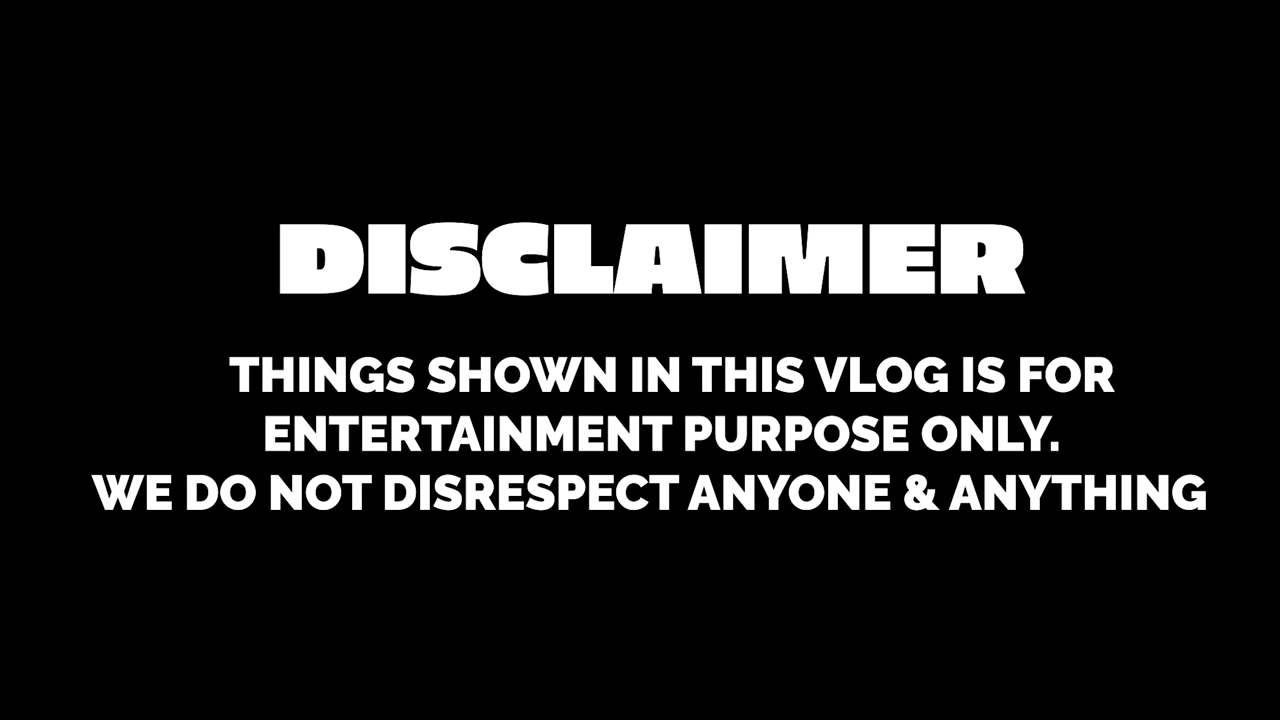 DISCLAIMER
THINGS SHOWN IN THIS VLOG IS FOR
ENTERTAINMENT PURPOSE ONLY.
WE DO NOT DISRESPECT ANYONE & ANYTHING